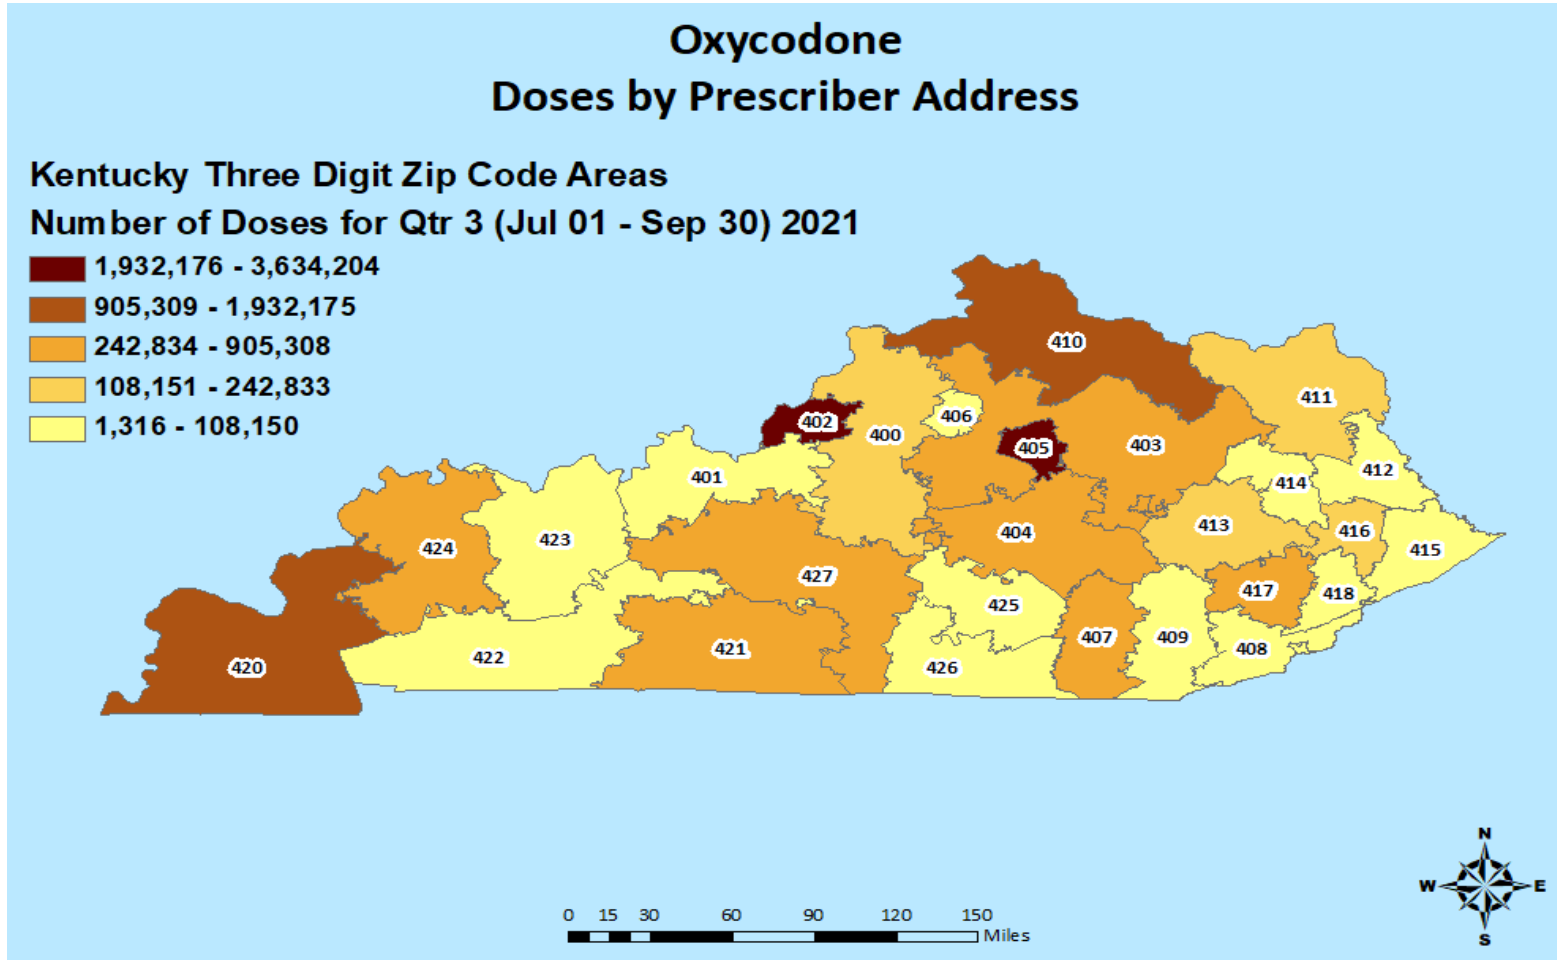 Oxycodone
Doses by Prescriber Address
Kentucky Three Digit Zip Code Areas
Number of Doses for Qtr 3 (Jul 01 - Sep 30) 2021
1,932,176 - 3,634,204
905,309 - 1,932,175
242,834 - 905,308
108,151 - 242,833
1,316 - 108,150
410
411
406
402
400
405
403
412
401
414
413
416
404
423
424
415
427
417
418
425
407
409
421
408
422
426
420
N
W E
S
0 15 30 60 90 120 150
Miles